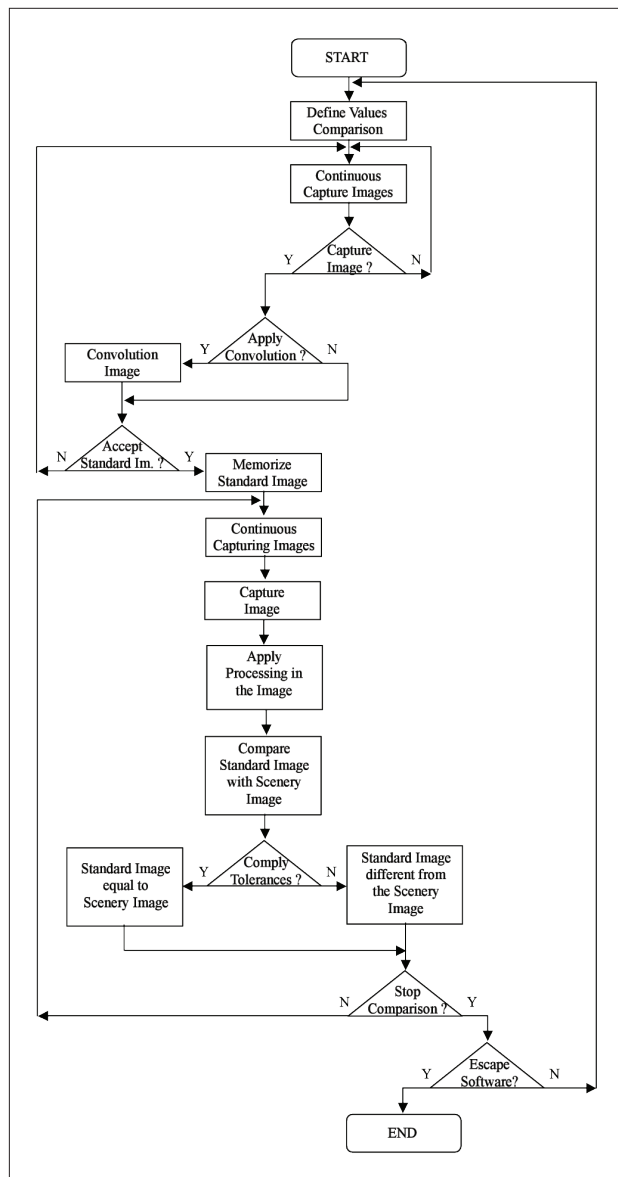 START
Define Values
Comparison
Continuous
Capture Images
Y
Capture
Image ?
N
Y
Apply
Convolution ?
N
Convolution
Image
N
Accept
Standard Im. ?
Y
Memorize
Standard Image
Continuous
Capturing Images
Capture
Image
Apply
Processing in
the Image
Compare
Standard Image
with Scenery
Image
Y
Comply
Tolerances ?
N
Standard Image
equal to
Scenery Image
Standard Image
different from
the Scenery
Image
N
Stop
Comparison ?
Y
Y
Escape
Software?
N
END